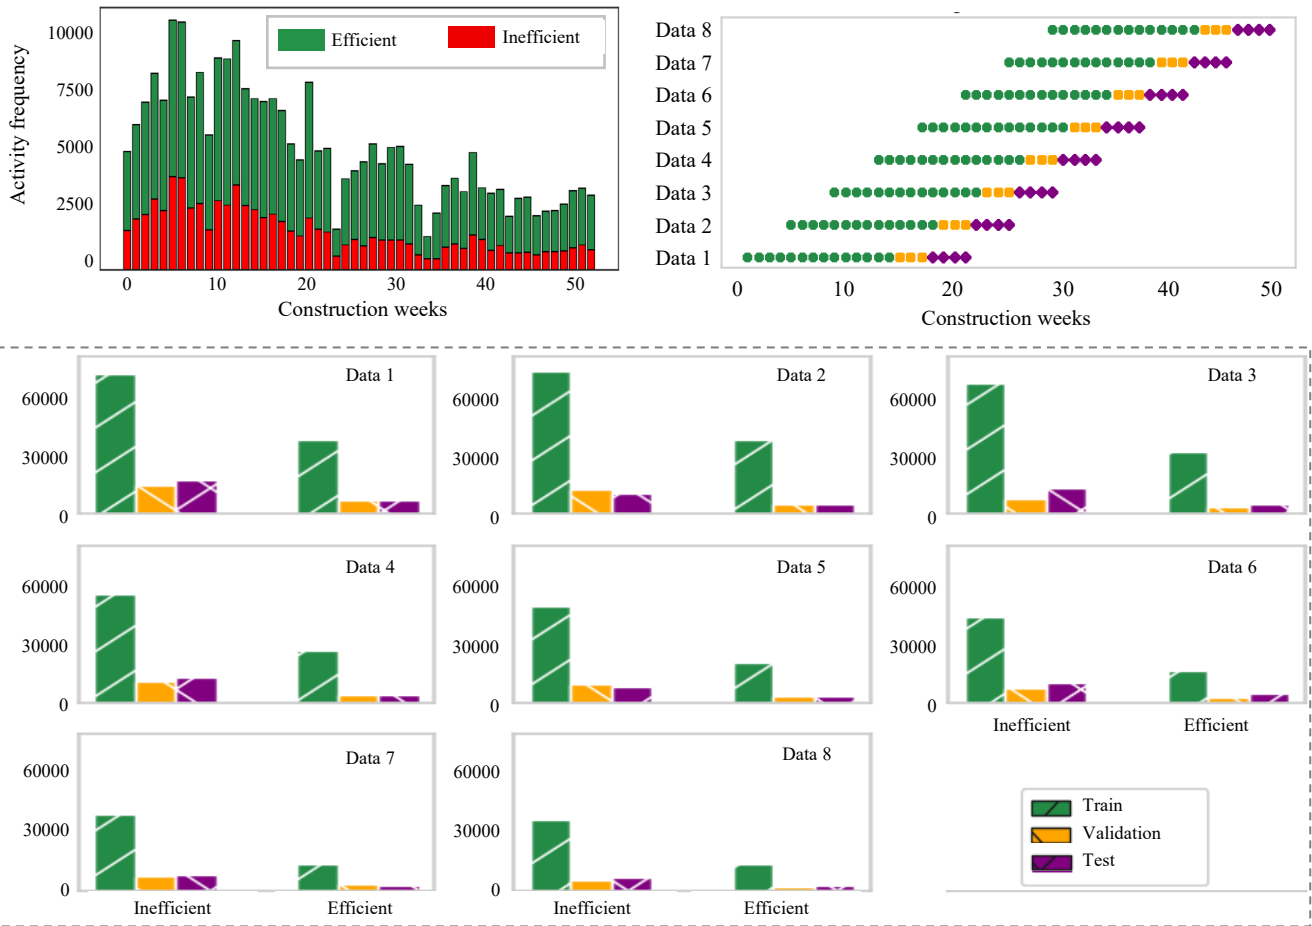 Activity frequency
10000
7500
5000
2500
0
Efficient
Inefficient
0 10 20 30 40 50
Construction weeks
Data 8
Data 7
Data 6
Data 5
Data 4
Data 3
Data 2
Data 1
0 10 20 30 40 50
Construction weeks
Data 1
60000
30000
0
Data 2
60000
30000
0
Data 3
60000
30000
0
Data 4
60000
30000
0
Data 5
60000
30000
0
Data 6
60000
30000
0
Inefficient Efficient
Data 7
60000
30000
0
Inefficient Efficient
Data 8
60000
30000
0
Inefficient Efficient
Train
Validation
Test